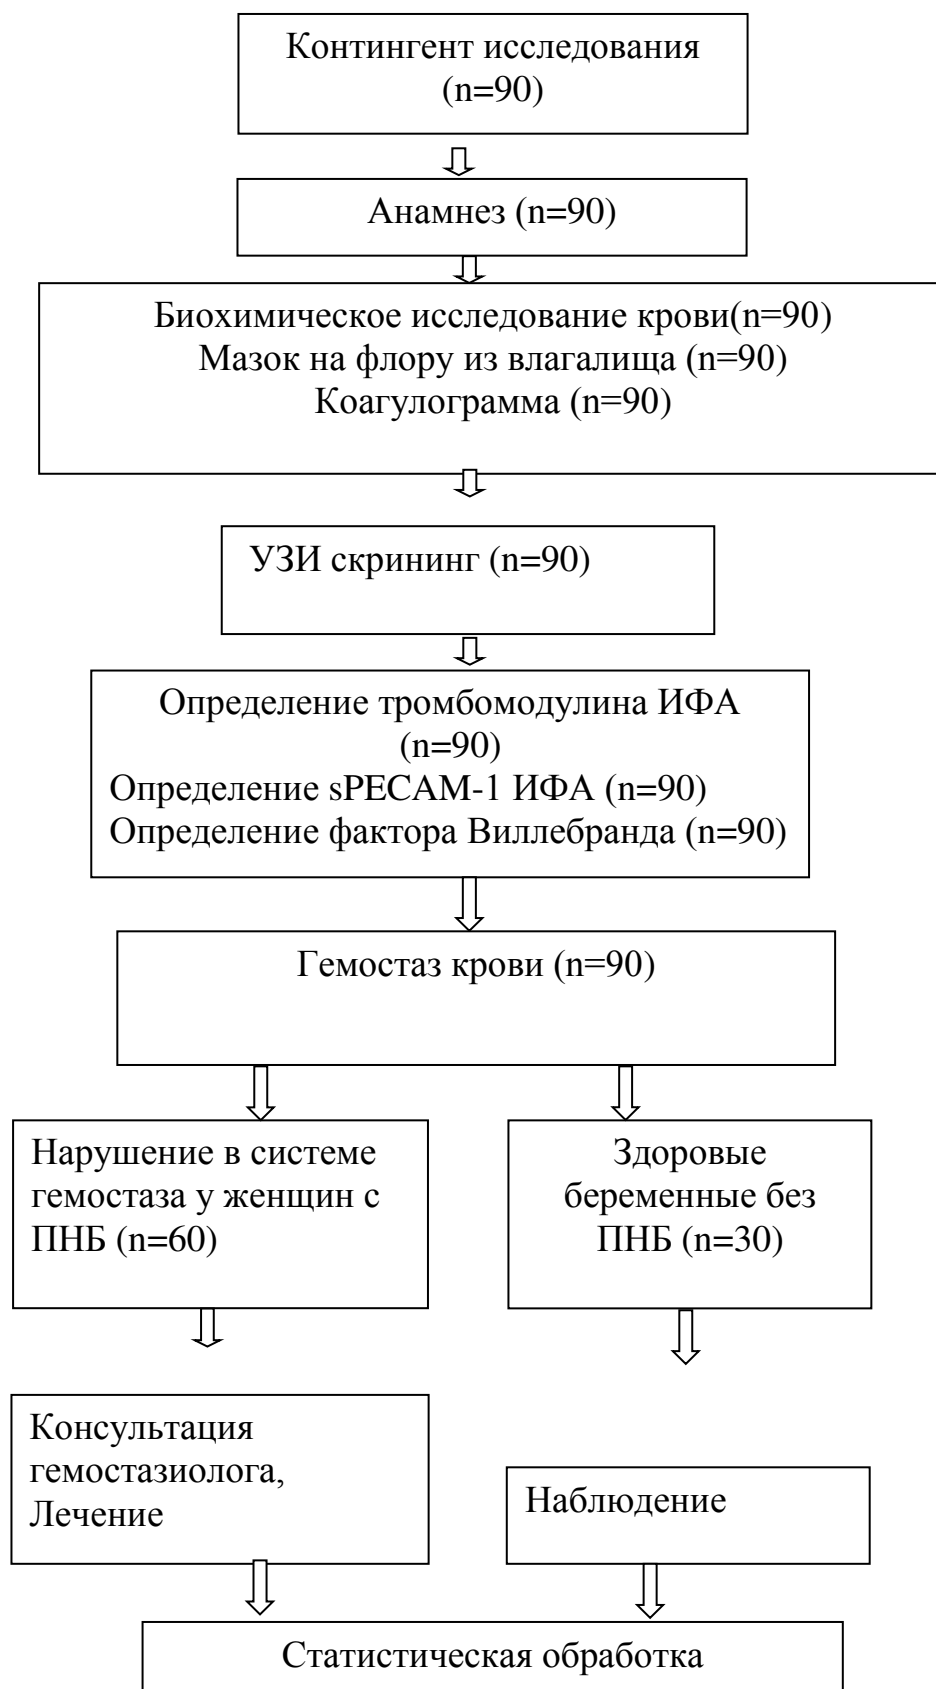 Контингент исследования
(n=90)
Анамнез (n=90)
Биохимическое исследование крови(n=90)
Мазок на флору из влагалища (n=90)
Коагулограмма (n=90)
УЗИ скрининг (n=90)
Определение тромбомодулина ИФА
(n=90)
Определение sPECAM-1 ИФА (n=90)
Определение фактора Виллебранда (n=90)
Гемостаз крови (n=90)
Нарушение в системе
гемостаза у женщин с
ПНБ (n=60)
Здоровые
беременные без
ПНБ (n=30)
Консультация
гемостазиолога,
Лечение
Наблюдение
Статистическая обработка